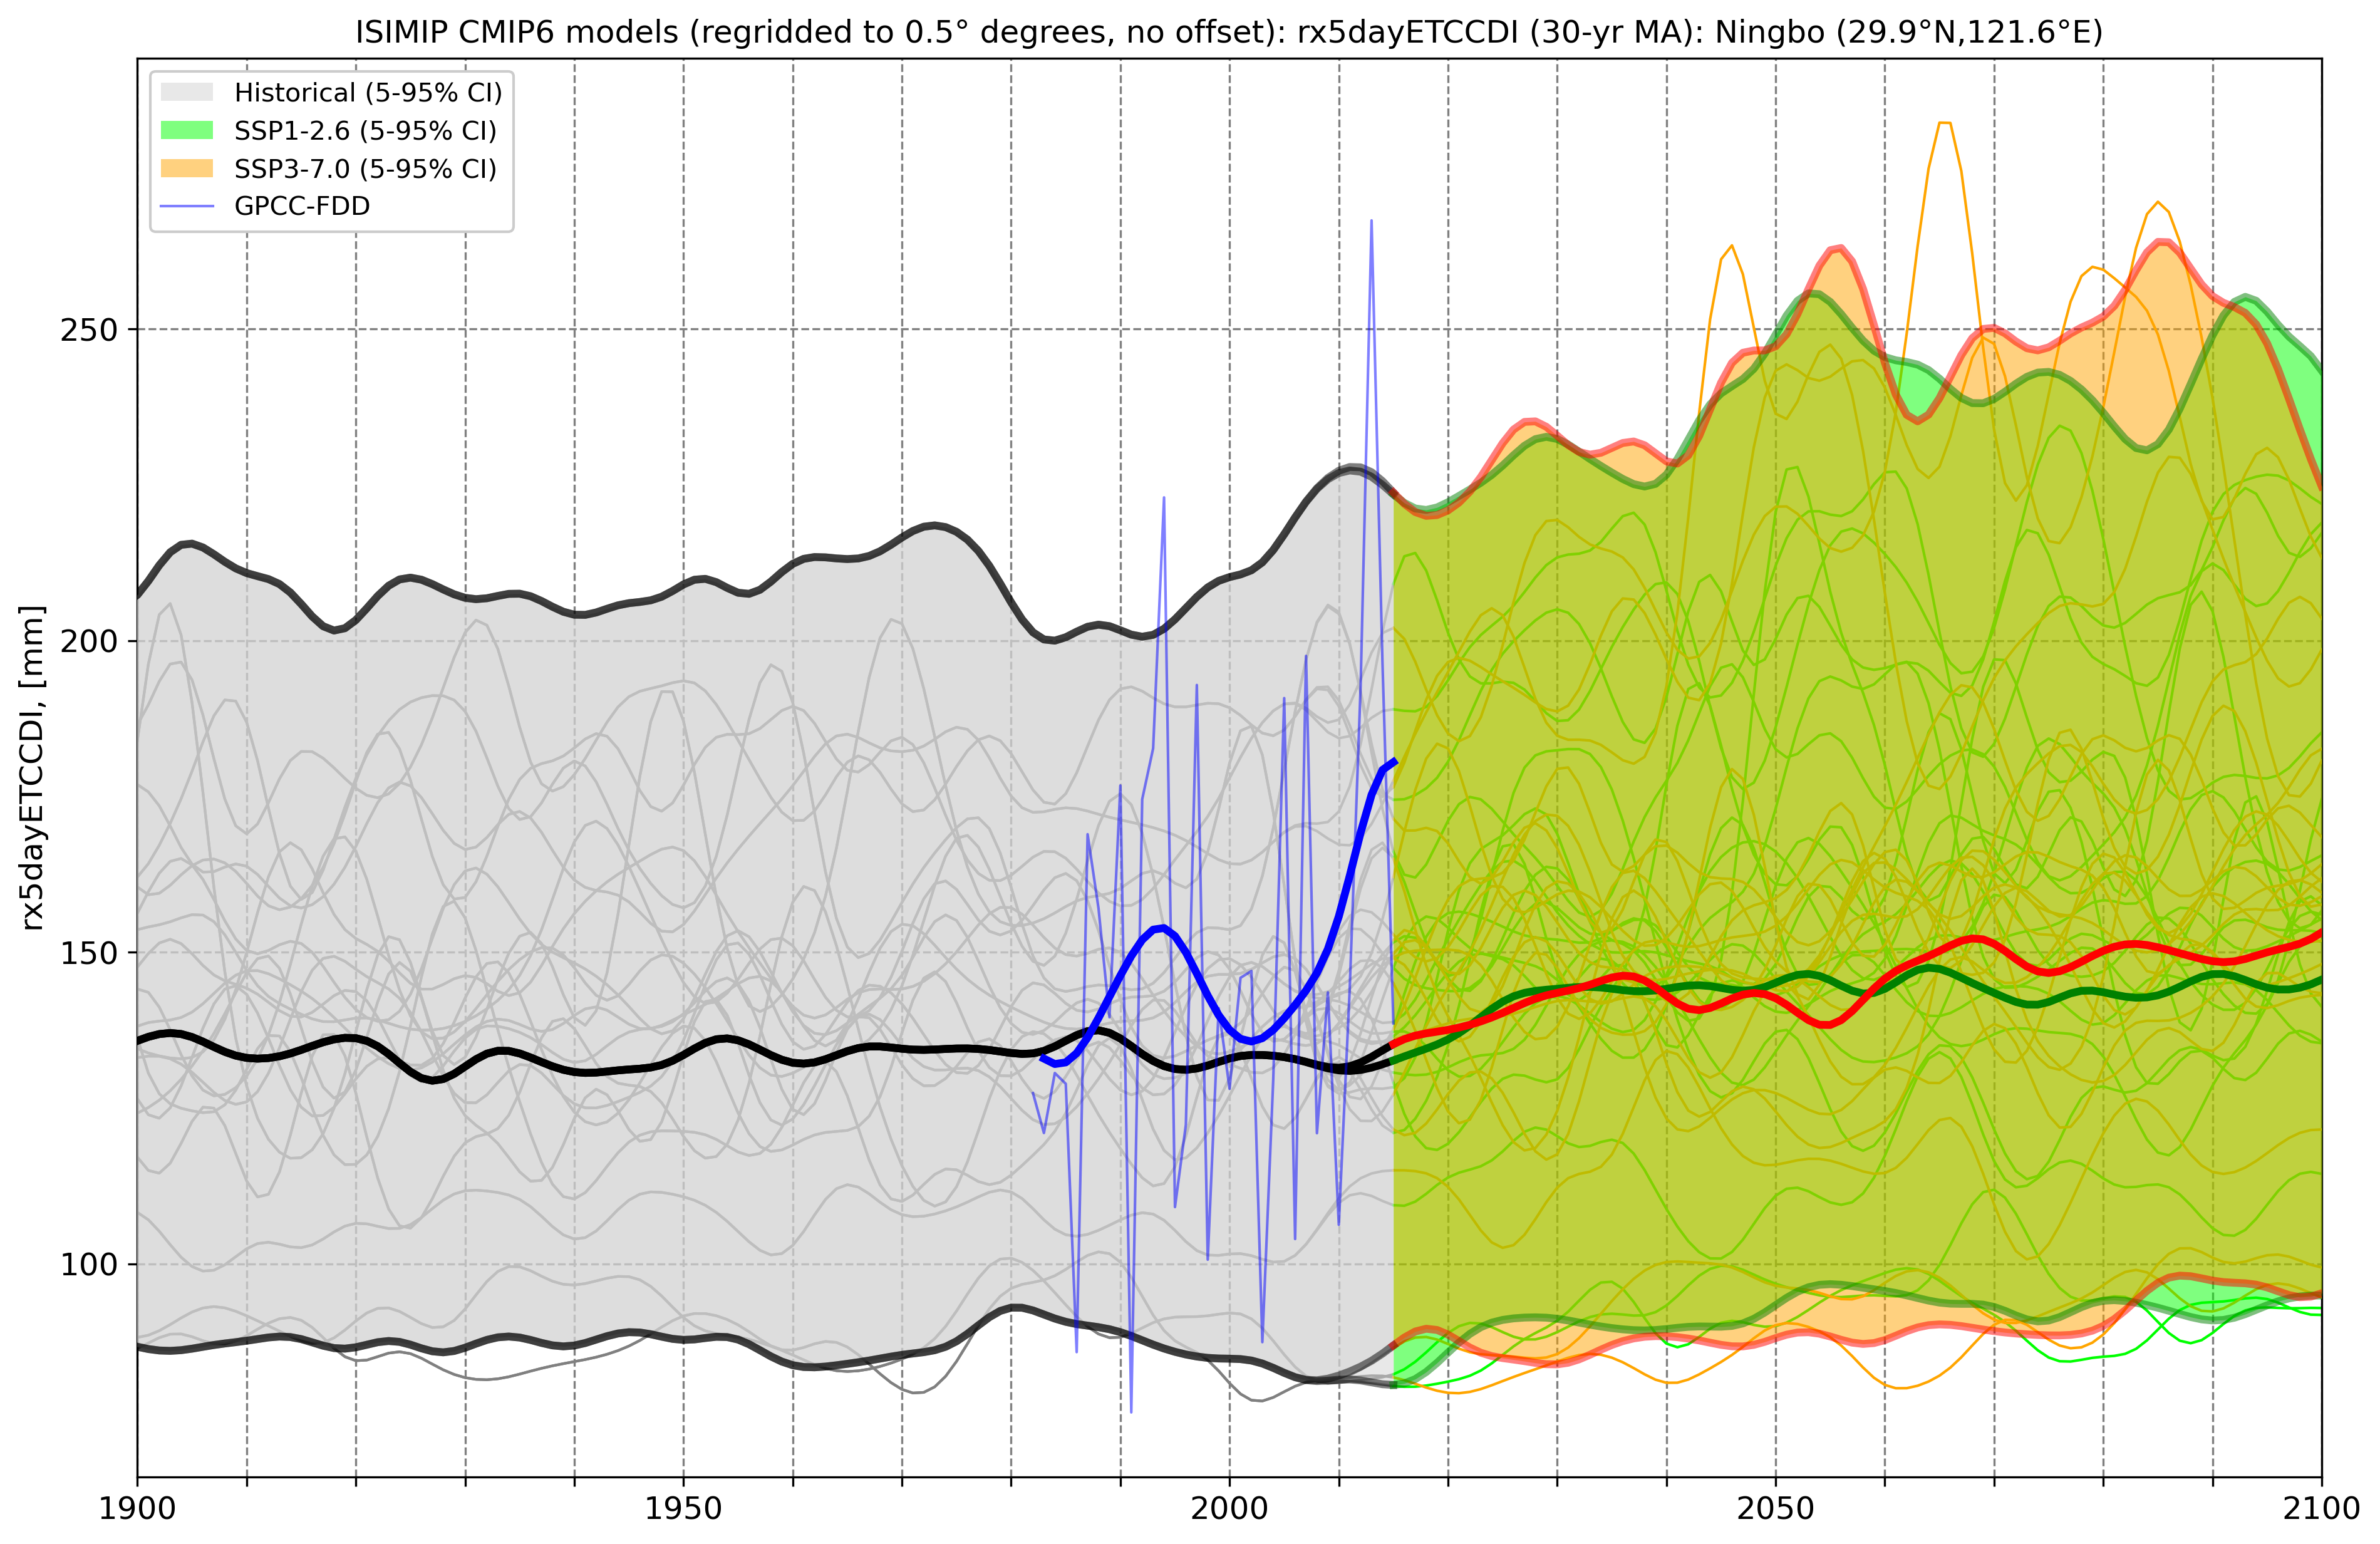 ISIMIP CMIP6 models (regridded to 0.5° degrees, no offset): rx5dayETCCDI (30-yr MA): Ningbo (29.9°N,121.6°E)
Historical (5-95% CI)
SSP1-2.6 (5-95% CI)
SSP3-7.0 (5-95% CI)
GPCC-FDD
rx5dayETCCDI, [mm]
250
200
150
100
1900 1950 2000 2050 2100